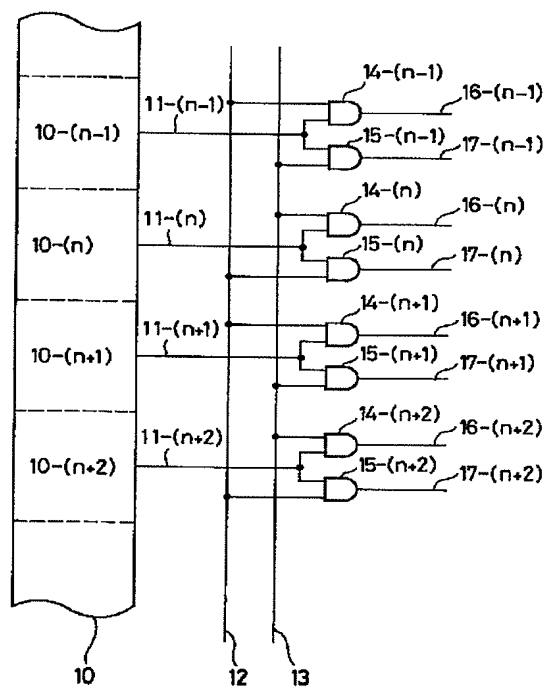 14-(n-1)
16-(n-1)
11-(n-1)
10-(n-1)
15-(n-1)
17-(n-1)
14-(n)
16-(n)
11-(n)
10-(n)
15-(n)
17-(n)
14-(n+1)
16-(n+1)
11-(n+1)
10-(n+1)
15-(n+1)
17-(n+1)
14-(n+2)
16-(n+2)
11-(n+2)
10-(n+2)
15-(n+2)
17-(n+2)
10
12
13